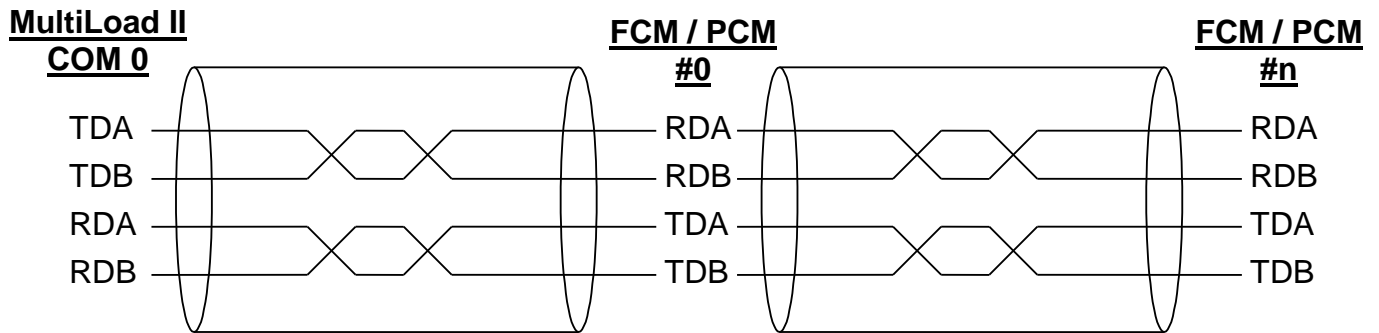 MultiLoad II
COM 0
FCM / PCM
#0
FCM / PCM
#n
TDA
TDB
RDA
RDB
RDA
RDB
TDA
TDB
RDA
RDB
TDA
TDB